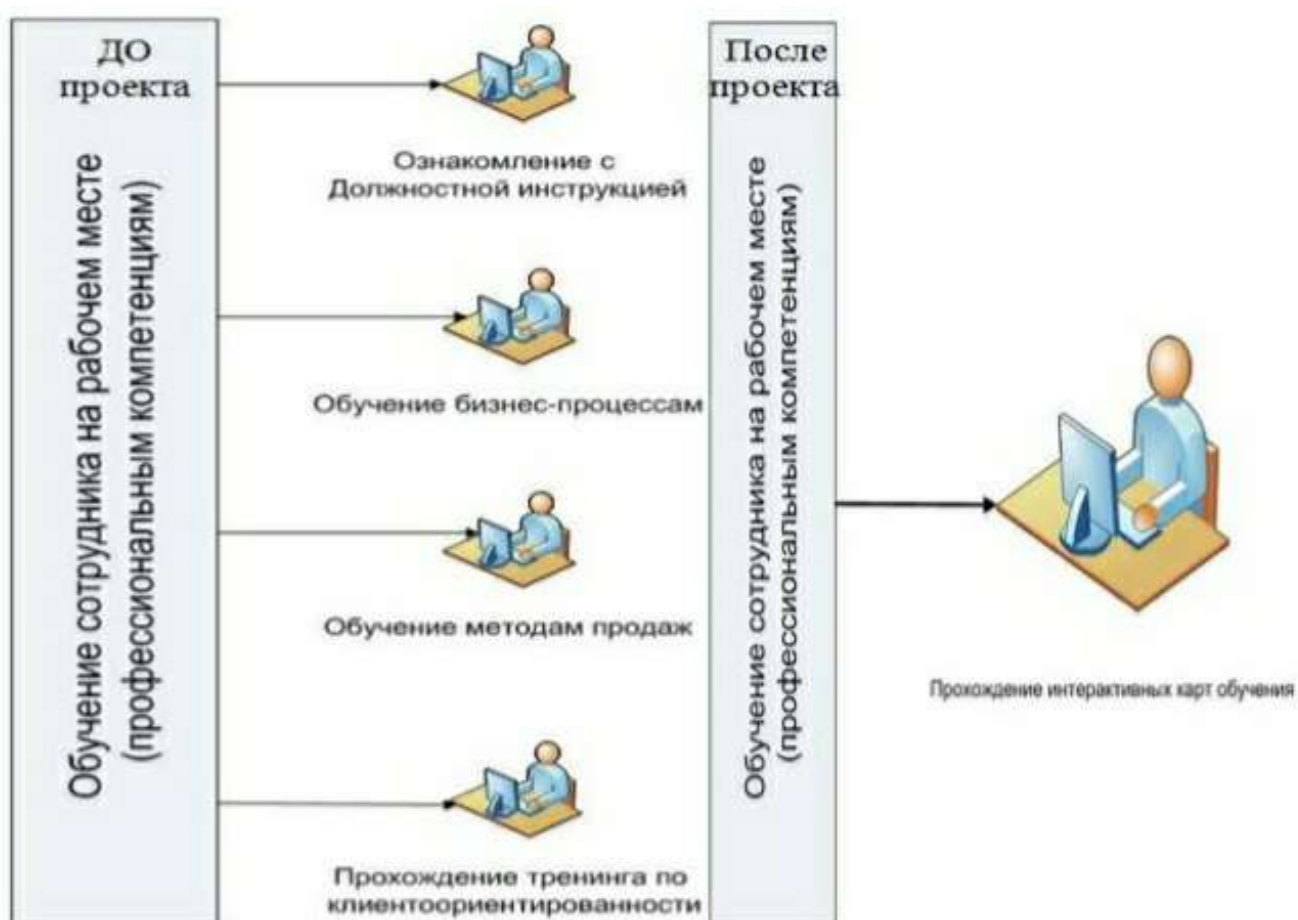 ДО
проекта
Обучение сотрудника на рабочем месте
(профессиональным компетенциям)
Ознакомление с
Должностной инструкцией
Обучение бизнес-процессам
Обучение методам продаж
Прохождение тренинга по
клиентоориентированности
После
проекта
Обучение сотрудника на рабочем месте
(профессиональным компетенциям)
Прохождение интерактивных карт обучения